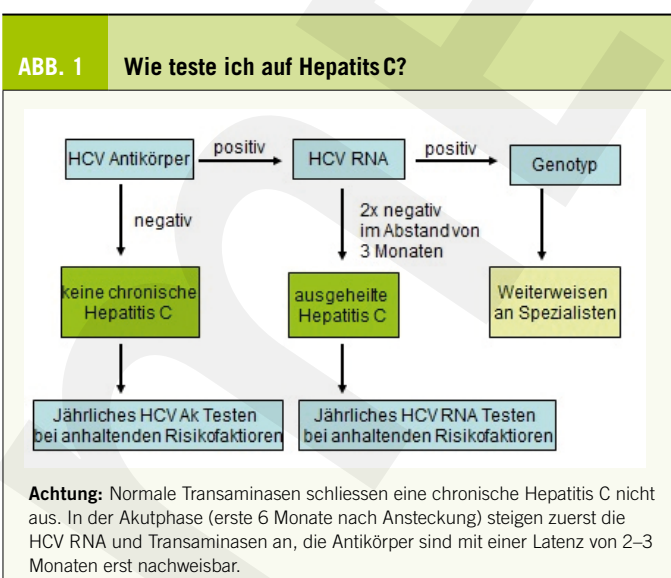 ABB. 1 Wie teste ich auf Hepatits C?
HCV Antikörper
positiv
HCV RNA
positiv
Genotyp
negativ
2x negativ
im Abstand von
3 Monaten
keine chronische
Hepatitis C
ausgeheilte
Hepatitis C
Weiterweisen
an Spezialisten
Jährliches HCV Ak Testen
bei anhaltenden Risikofaktioren
Jährliches HCV RNA Testen
bei anhaltenden Risikofaktioren
Achtung: Normale Transaminasen schliessen eine chronische Hepatitis C nicht
aus. In der Akutphase (erste 6 Monate nach Ansteckung) steigen zuerst die
HCV RNA und Transaminasen an, die Antikörper sind mit einer Latenz von 2–3
Monaten erst nachweisbar.